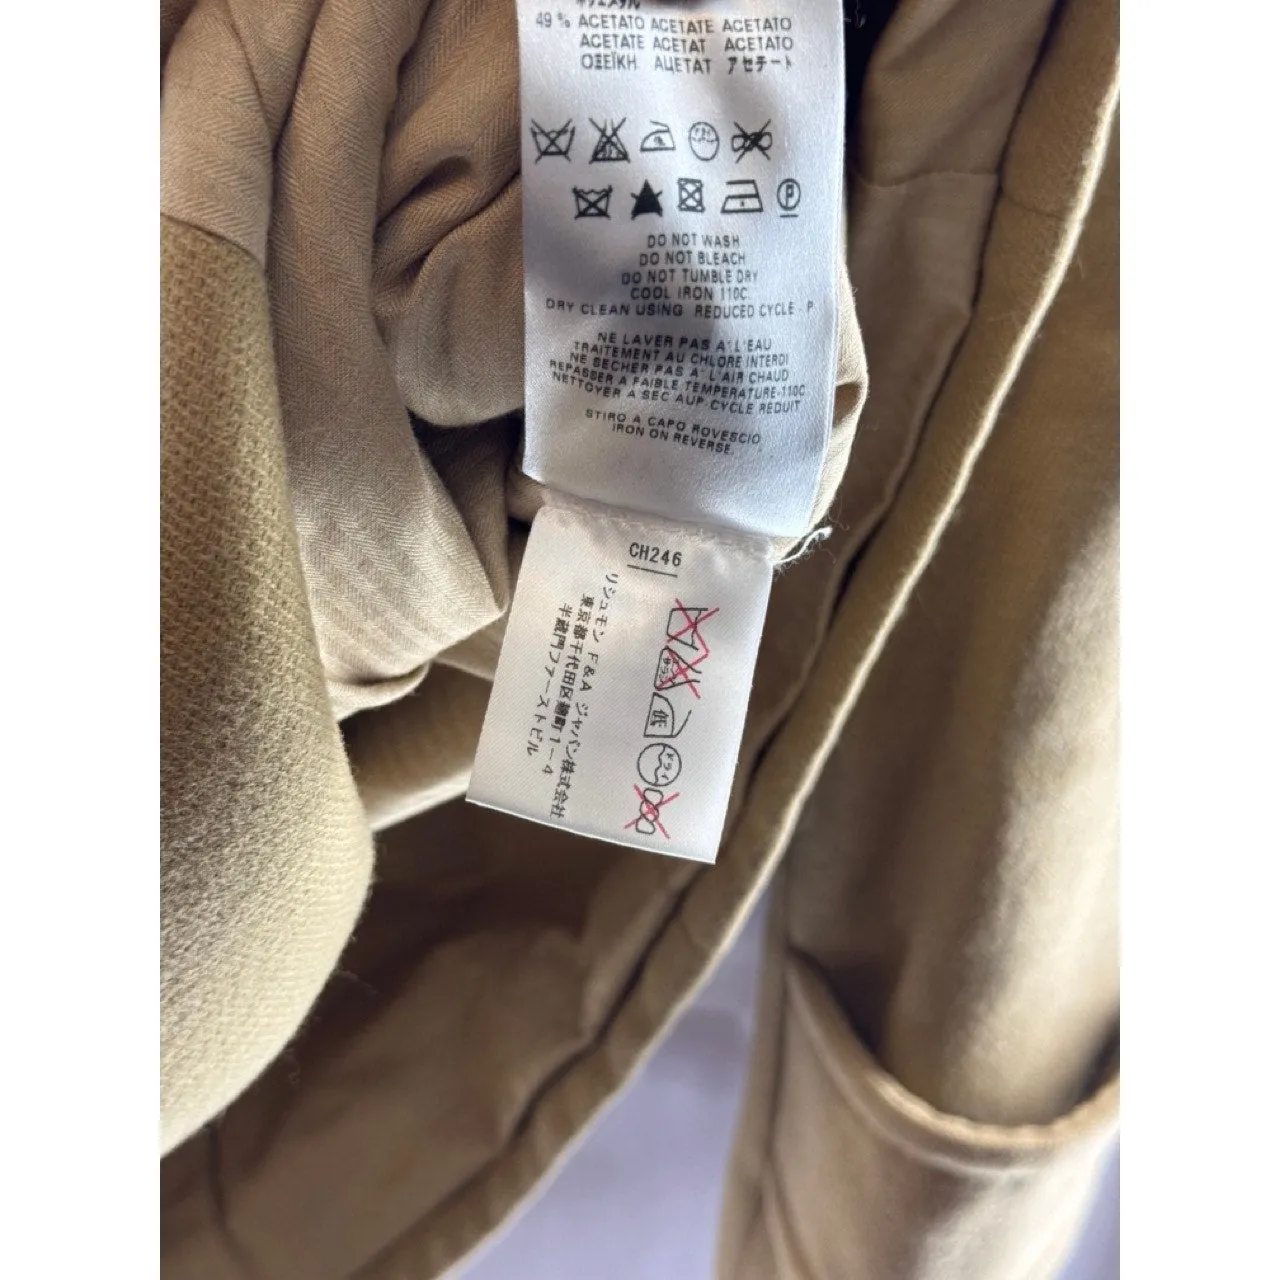 49 % ACETATO ACETATE ACETATO
ACETATE ACETAT ACETATO
ΟΞΕΪΚΗ АЦЕТАТ アセテート
P
DO NOT WASH
DO NOT BLEACH
DO NOT TUMBLE DRY
COOL IRON 110C.
DRY CLEAN USING REDUCED CYCLE - P
NE LAVER PAS A'L'EAU
TRAITEMENT AU CHLORE INTERDI
NE SECHER PAS A'L'AIR CHAUD
REPASSER A FAIBLE TEMPERATURE-110C
NETTOYER A SEC AUP. CYCLE REDUIT
STIRO A CAPO ROVESCIO
IRON ON REVERSE.
CH246
低
ドライ
リシュモン F&A ジャパン株式会社
東京都千代田区麹町1-4
半蔵門ファーストビル